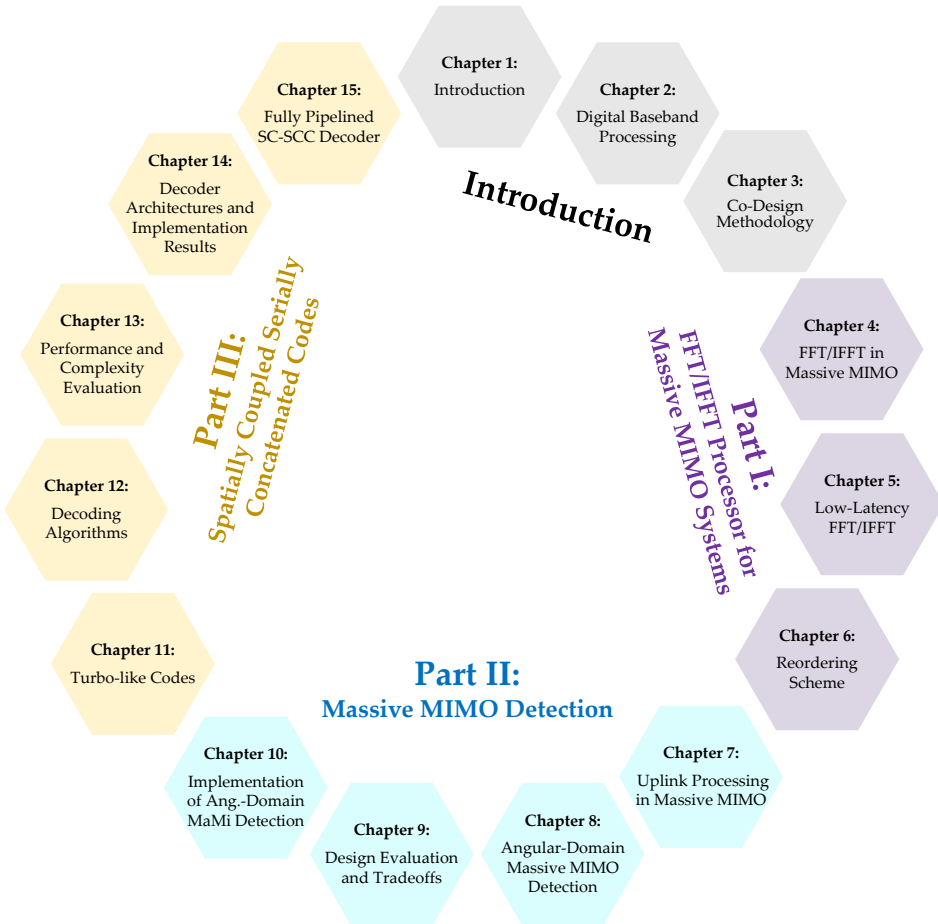 Chapter 1:
Introduction
Chapter 2:
Digital Baseband
Processing
Chapter 3:
Co-Design
Methodology
Introduction
Chapter 4:
FFT/IFFT in
Massive MIMO
Chapter 5:
Low-Latency
FFT/IFFT
Chapter 6:
Reordering
Scheme
Part I:
FFT/IFFT Processor for
Massive MIMO Systems
Chapter 7:
Uplink Processing
in Massive MIMO
Chapter 8:
Angular-Domain
Massive MIMO
Detection
Chapter 9:
Design Evaluation
and Tradeoffs
Chapter 10:
Implementation
of Ang.-Domain
MaMi Detection
Part II:
Massive MIMO Detection
Chapter 11:
Turbo-like Codes
Chapter 12:
Decoding
Algorithms
Chapter 13:
Performance and
Complexity
Evaluation
Chapter 14:
Decoder
Architectures and
Implementation
Results
Chapter 15:
Fully Pipelined
SC-SCC Decoder
Part III:
Spatially Coupled Serially
Concatenated Codes